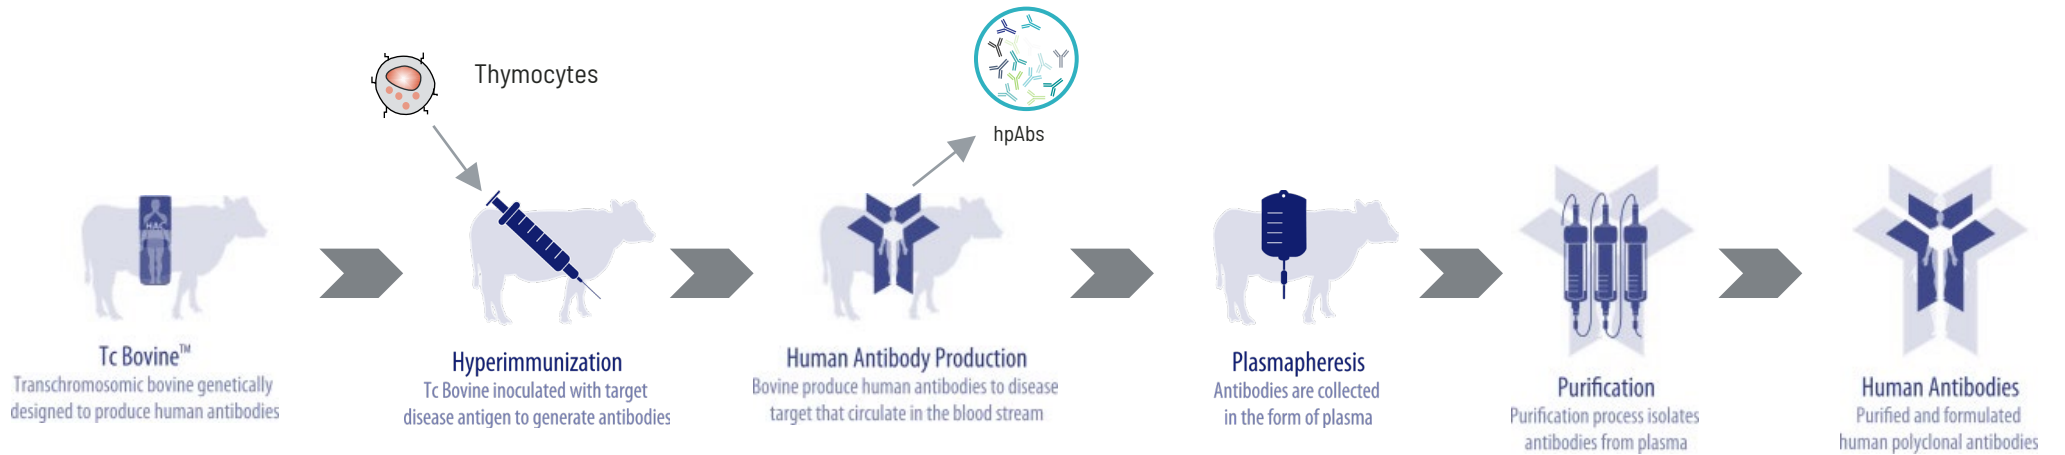 Thymocytes
hpAbs
HAC
Tc Bovine™
Transchromosomic bovine genetically
designed to produce human antibodies
Hyperimmunization
Tc Bovine inoculated with target
disease antigen to generate antibodies
Human Antibody Production
Bovine produce human antibodies to disease
target that circulate in the blood stream
Plasmapheresis
Antibodies are collected
in the form of plasma
Purification
Purification process isolates
antibodies from plasma
Human Antibodies
Purified and formulated
human polyclonal antibodies